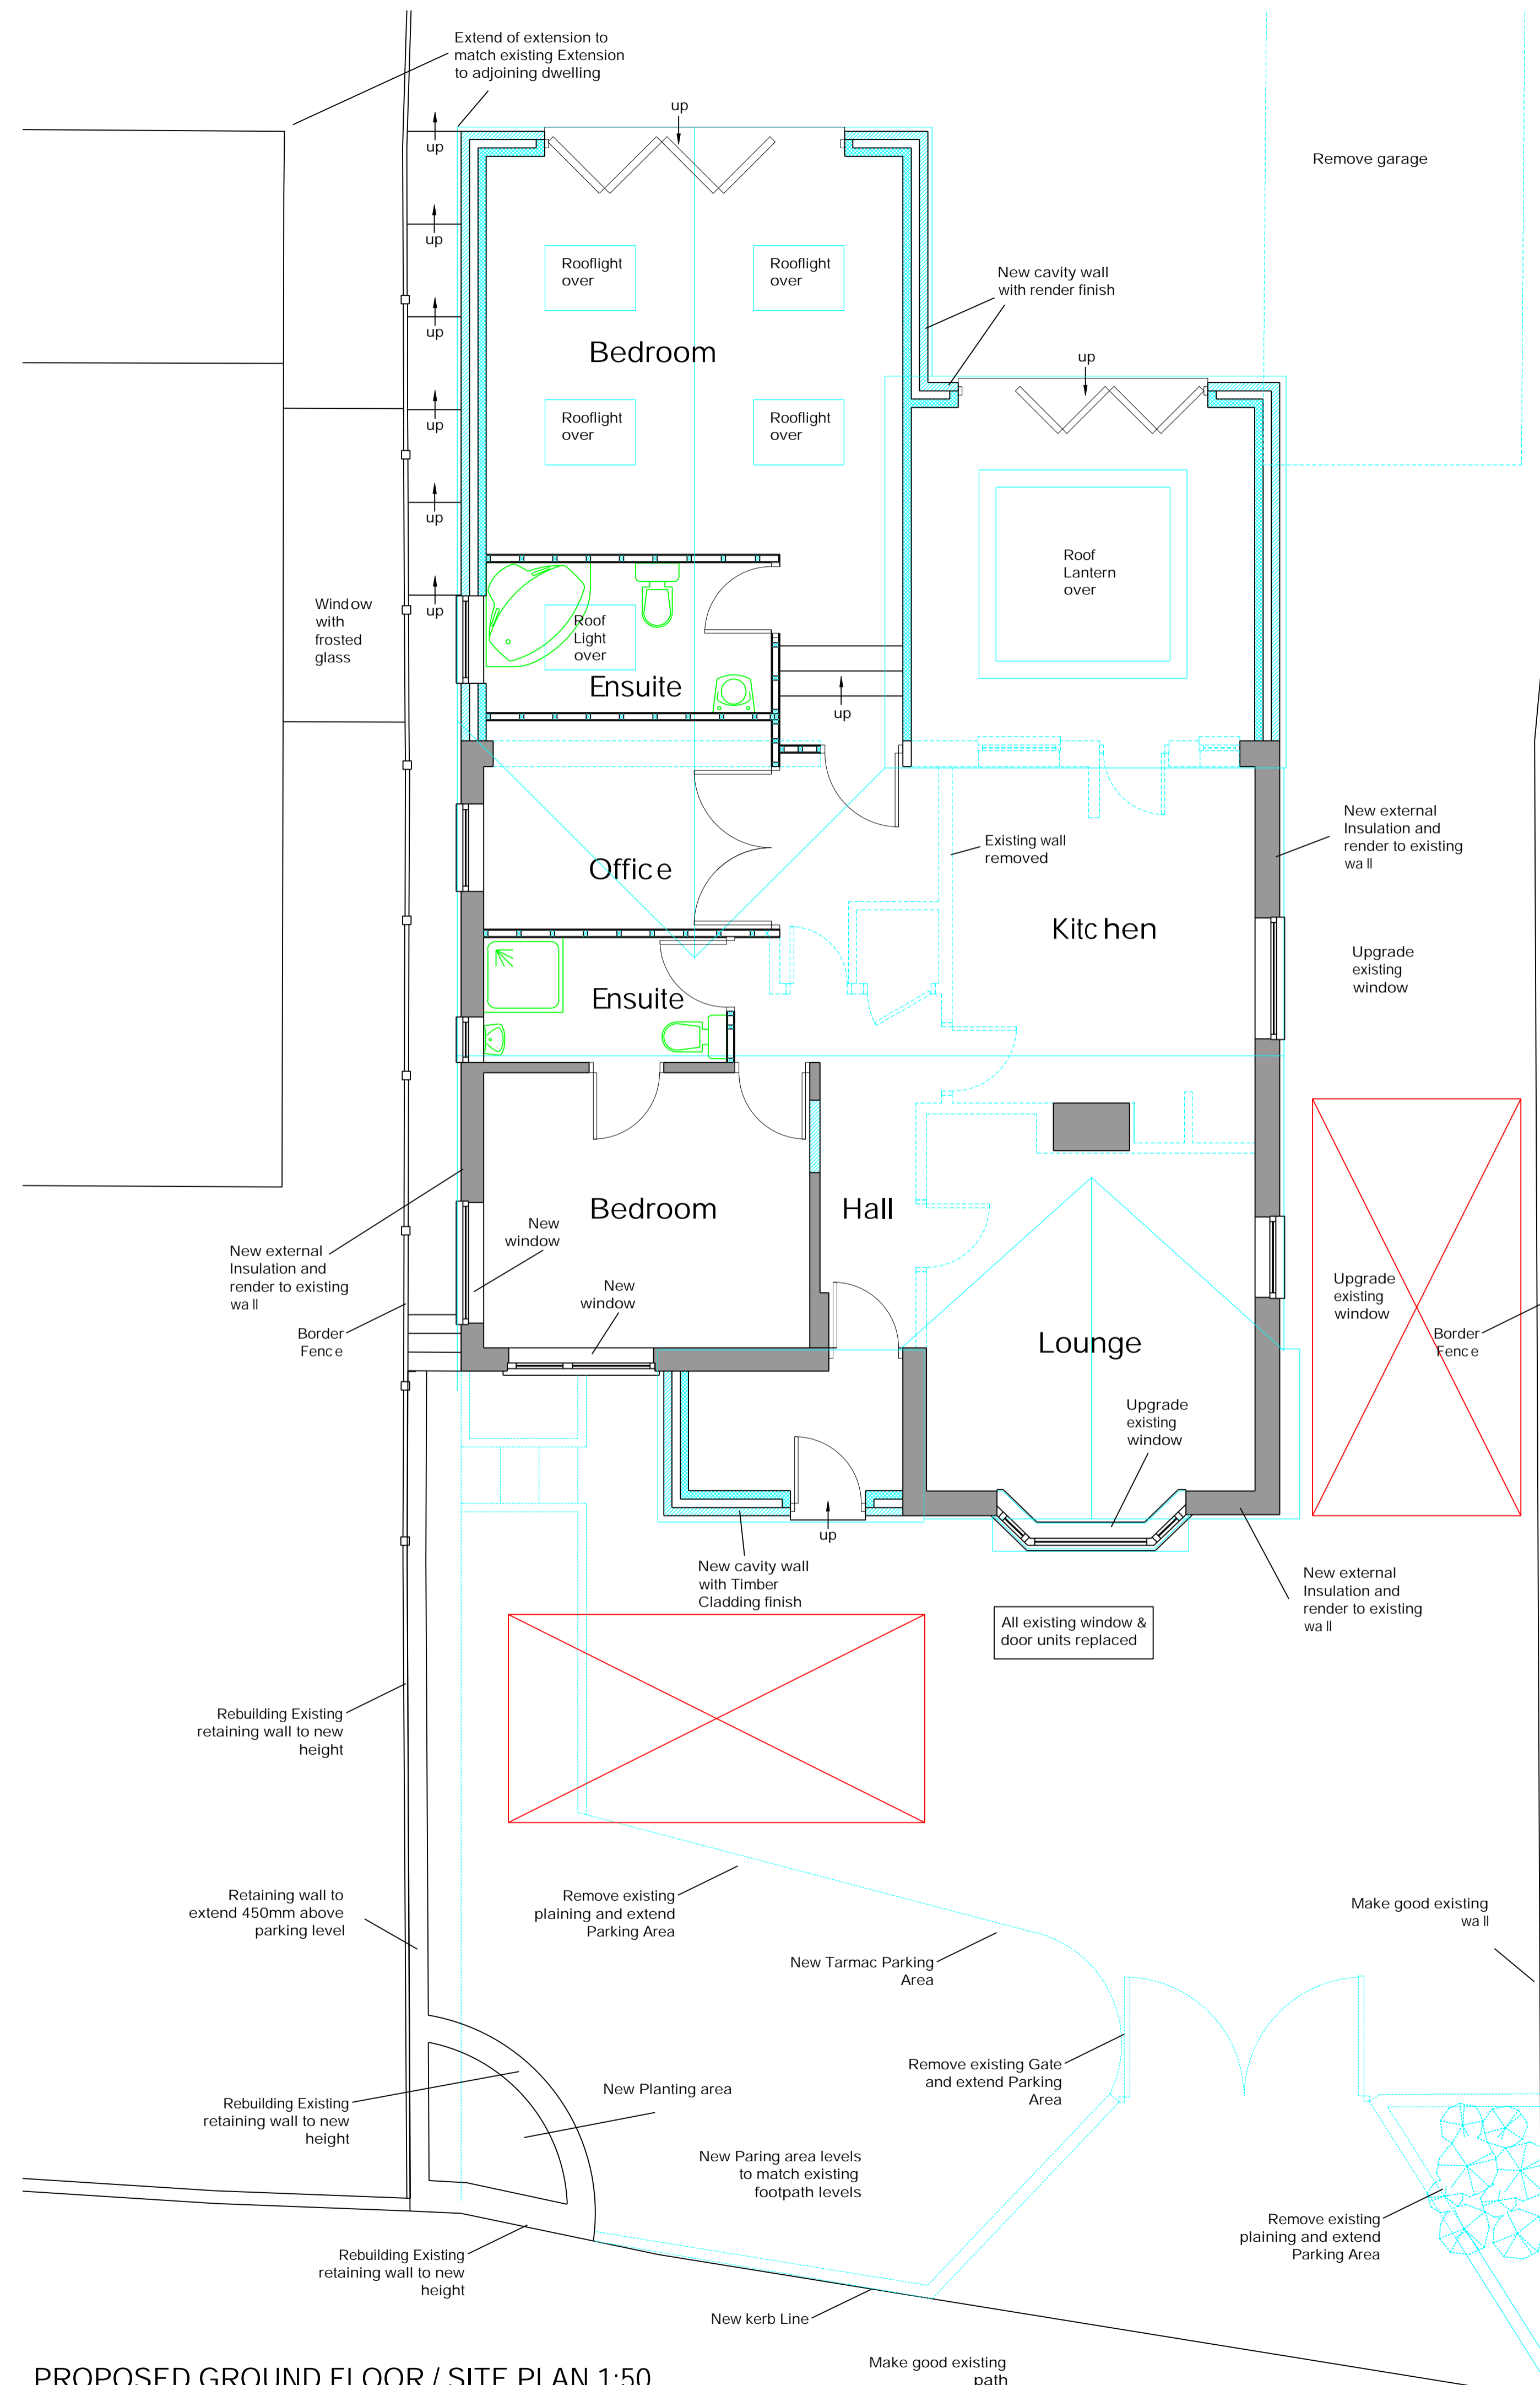 Extend of extension to
match existing Extension
to adjoining dwelling
up
up
Remove garage
up
Rooflight
over
Rooflight
over
New cavity wall
with render finish
up
Bedroom
up
up
Rooflight
over
Rooflight
over
up
Roof
Lantern
over
Window
with
frosted
glass
up
Roof
Light
over
Ensuite
up
New external
Insulation and
render to existing
wall
Existing wall
removed
Office
Kitchen
Upgrade
existing
window
Ensuite
Bedroom
Hall
New
window
New external
Insulation and
render to existing
wall
New
window
Upgrade
existing
window
Border
Fence
Border
Fence
Lounge
Upgrade
existing
window
up
New cavity wall
with Timber
Cladding finish
New external
Insulation and
render to existing
wall
All existing window &
door units replaced
Rebuilding Existing
retaining wall to new
height
Retaining wall to
extend 450mm above
parking level
Remove existing
plaining and extend
Parking Area
Make good existing
wall
New Tarmac Parking
Area
Remove existing Gate
and extend Parking
Area
New Planting area
Rebuilding Existing
retaining wall to new
height
New Paring area levels
to match existing
footpath levels
Remove existing
plaining and extend
Parking Area
Rebuilding Existing
retaining wall to new
height
New kerb Line
Make good existing
path
PROPOSED GROUND FLOOR / SITE PLAN 1:50